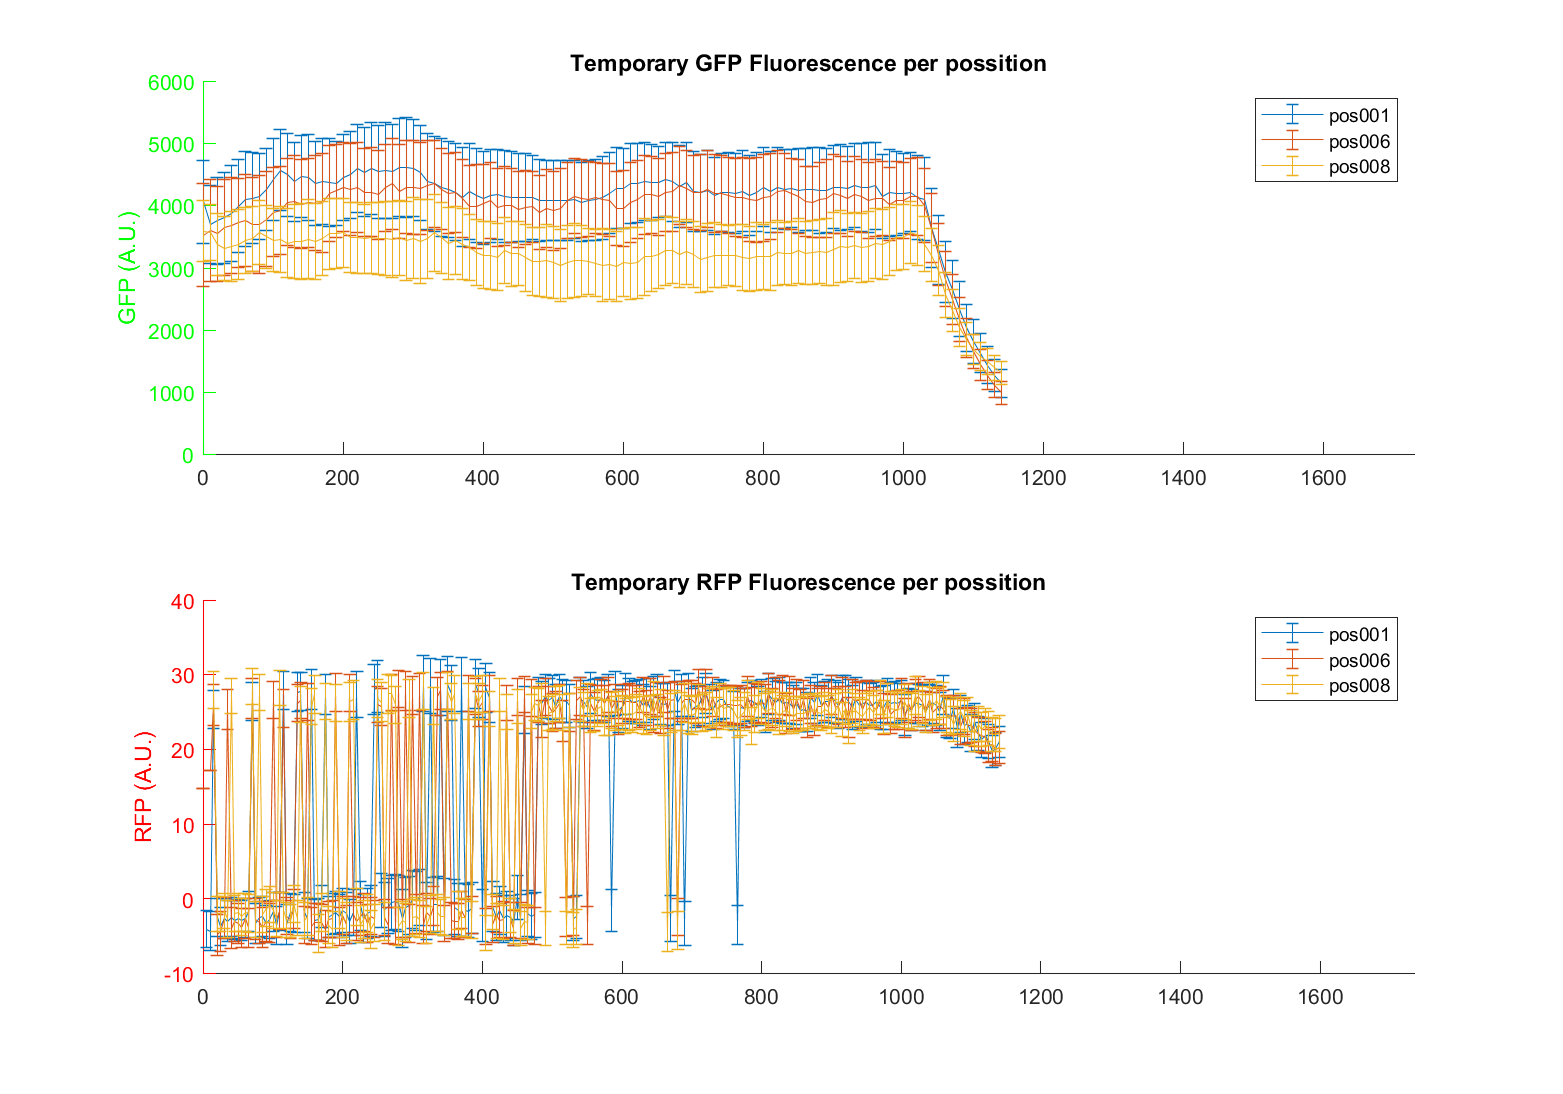 Temporary GFP Fluorescence per possition
6000
5000
4000
3000
2000
1000
0
GFP (A.U.)
0 200 400 600 800 1000 1200 1400 1600
pos001
pos006
pos008
Temporary RFP Fluorescence per possition
40
30
20
10
0
-10
RFP (A.U.)
0 200 400 600 800 1000 1200 1400 1600
pos001
pos006
pos008